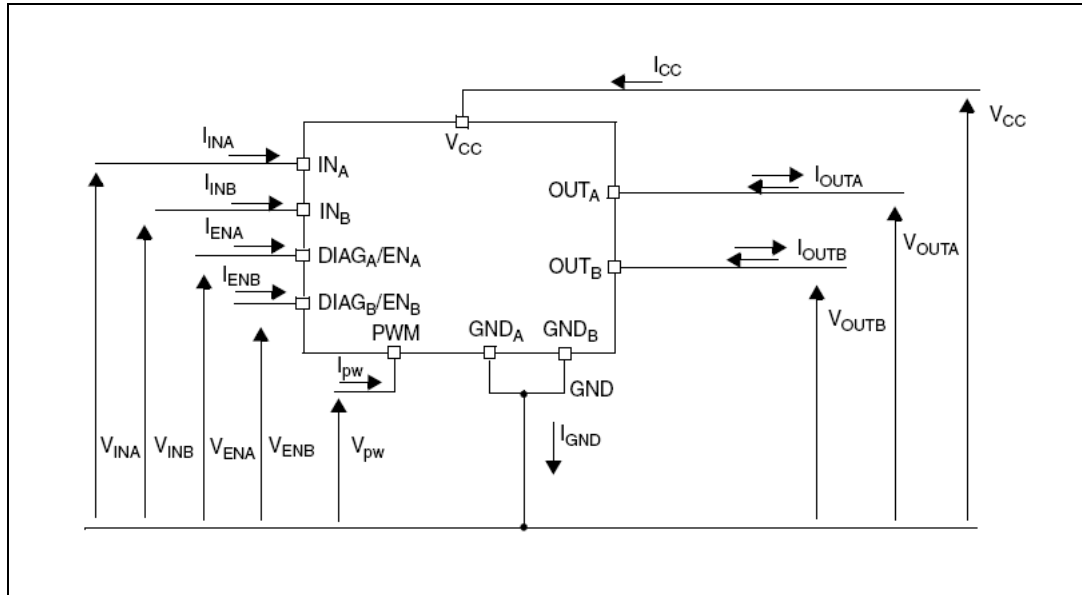 I_CC
V_CC
V_CC
I_INA
IN_A
I_INB
IN_B
I_ENA
DIAG_A/EN_A
I_ENB
DIAG_B/EN_B
OUT_A
I_OUTA
OUT_B
I_OUTB
V_OUTA
V_OUTB
PWM
GND_A
GND_B
I_pw
GND
I_GND
V_INA
V_INB
V_ENA
V_ENB
V_pw